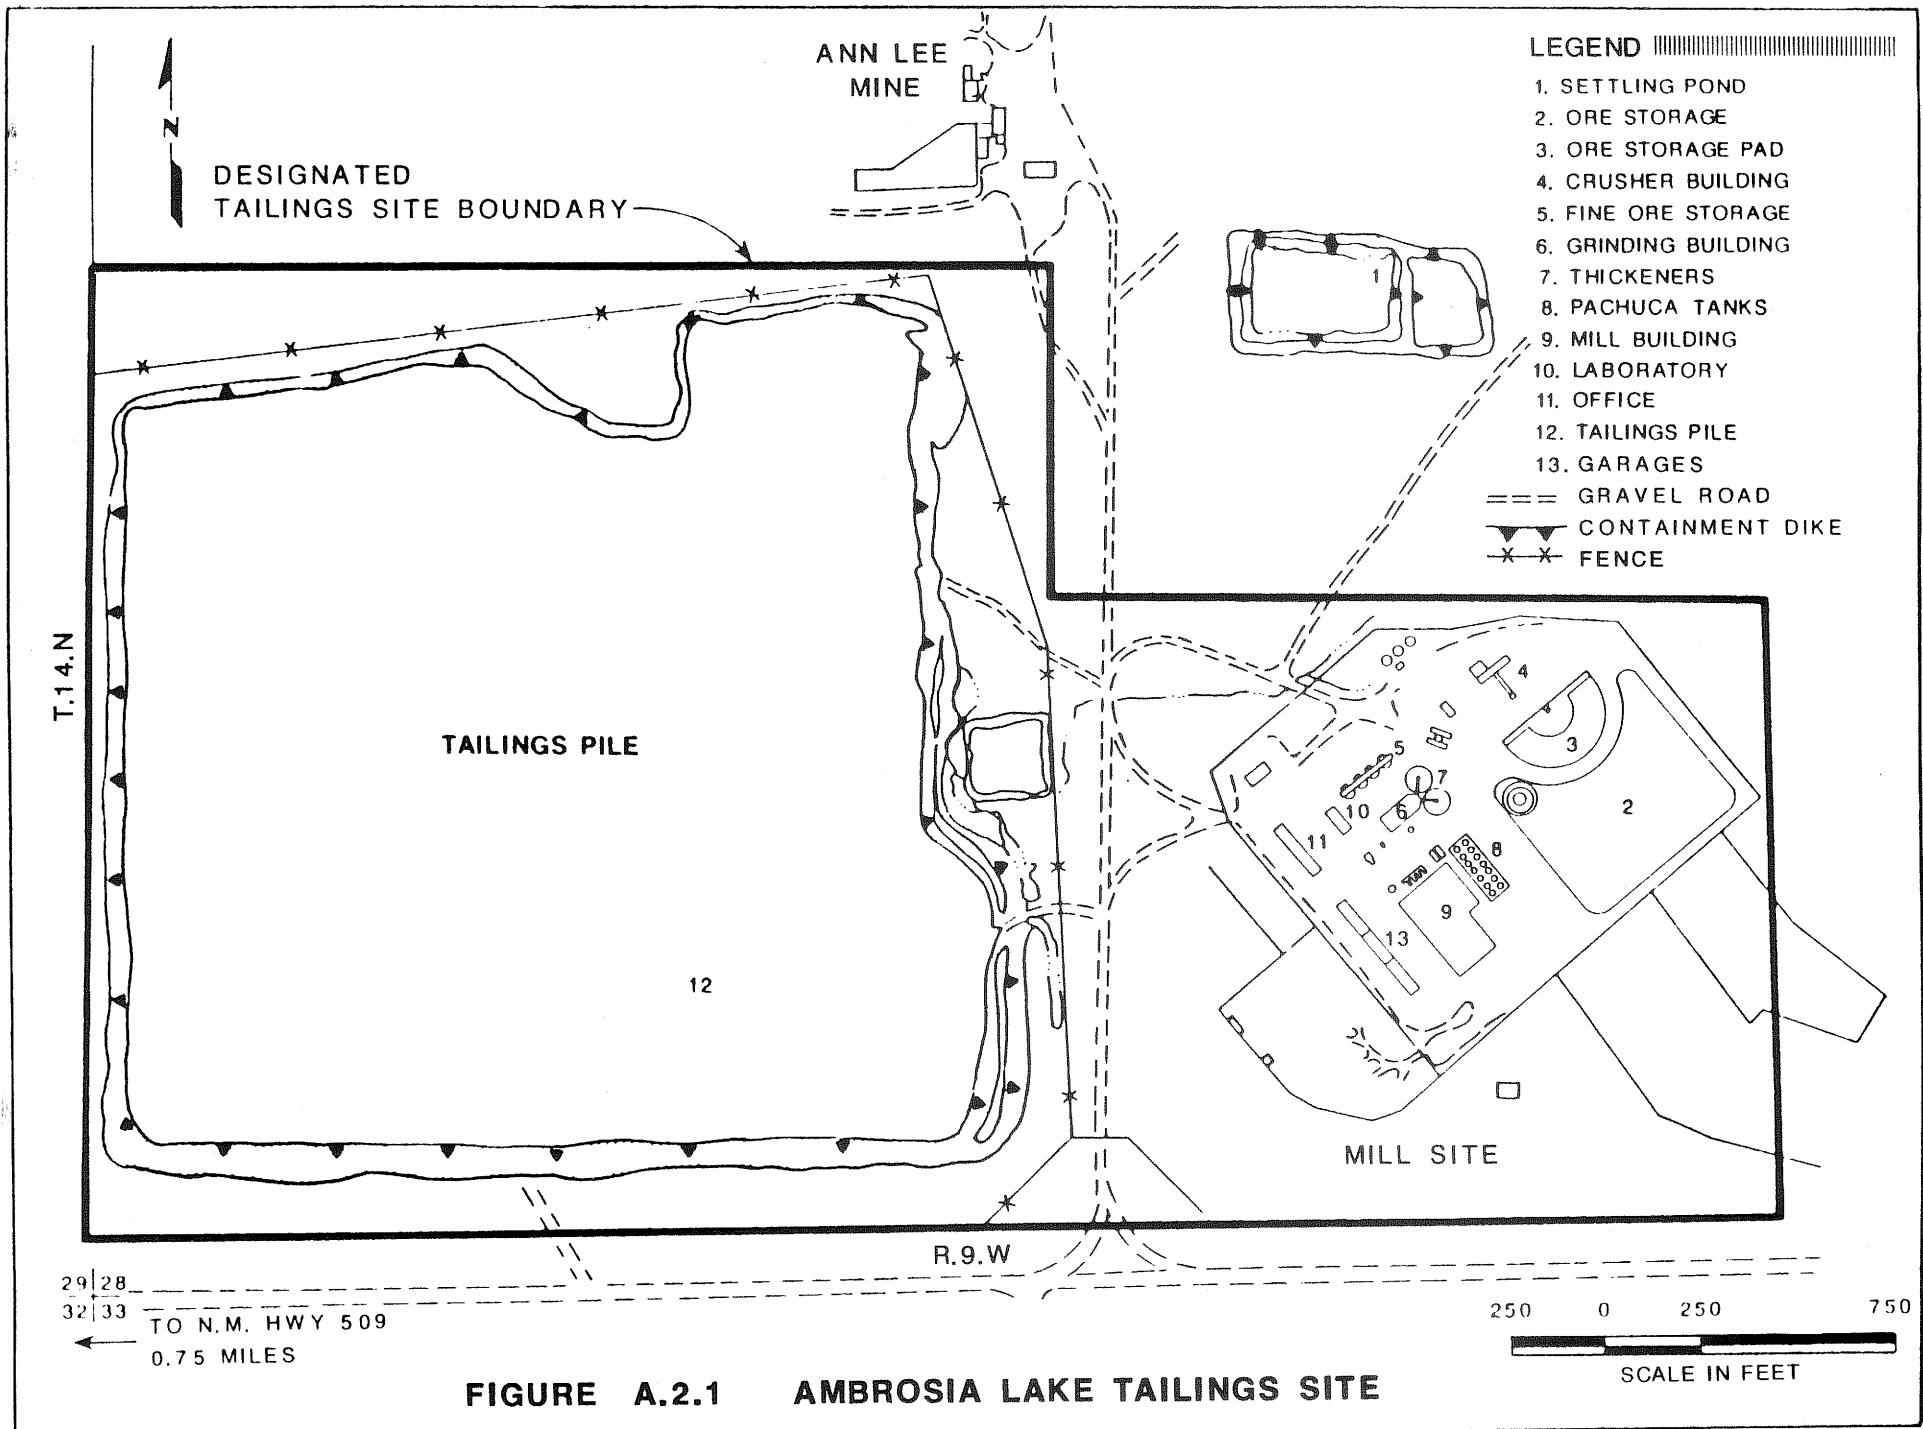 ANN LEE
MINE
N
DESIGNATED
TAILINGS SITE BOUNDARY
LEGEND
1. SETTLING POND
2. ORE STORAGE
3. ORE STORAGE PAD
4. CRUSHER BUILDING
5. FINE ORE STORAGE
6. GRINDING BUILDING
7. THICKENERS
8. PACHUCA TANKS
9. MILL BUILDING
10. LABORATORY
11. OFFICE
12. TAILINGS PILE
13. GARAGES
GRAVEL ROAD
CONTAINMENT DIKE
FENCE
1
T.14.N
TAILINGS PILE
12
4
3
5
7
2
10
6
11
8
9
13
MILL SITE
R.9.W
29 28
32 33
TO N.M. HWY 509
0.75 MILES
250 0 250 750
SCALE IN FEET
FIGURE A.2.1 AMBROSIA LAKE TAILINGS SITE